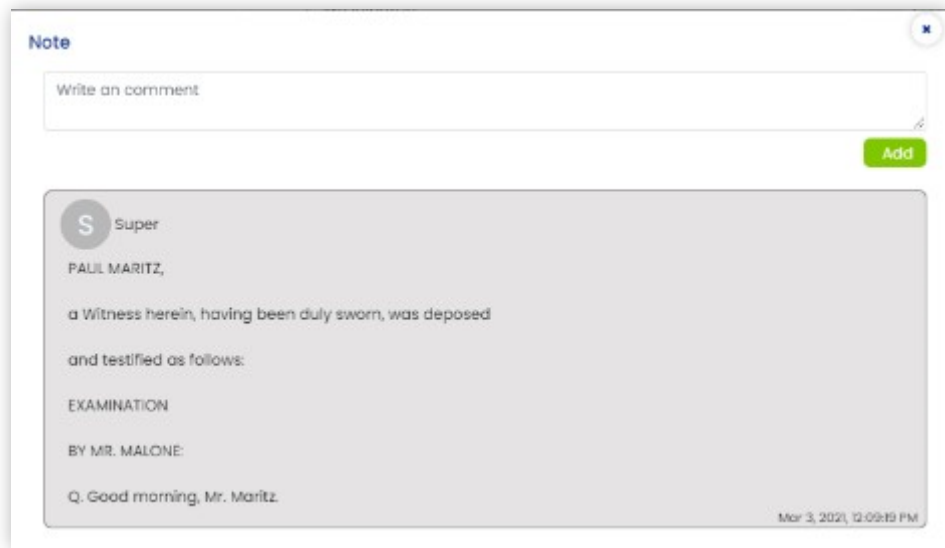 Note
×
Write an comment
Add
S Super
PAUL MARITZ,
a Witness herein, having been duly sworn, was deposed
and testified as follows:
EXAMINATION
BY MR. MALONE:
Q. Good morning, Mr. Maritz.
Mar 3, 2021, 12:09:19 PM